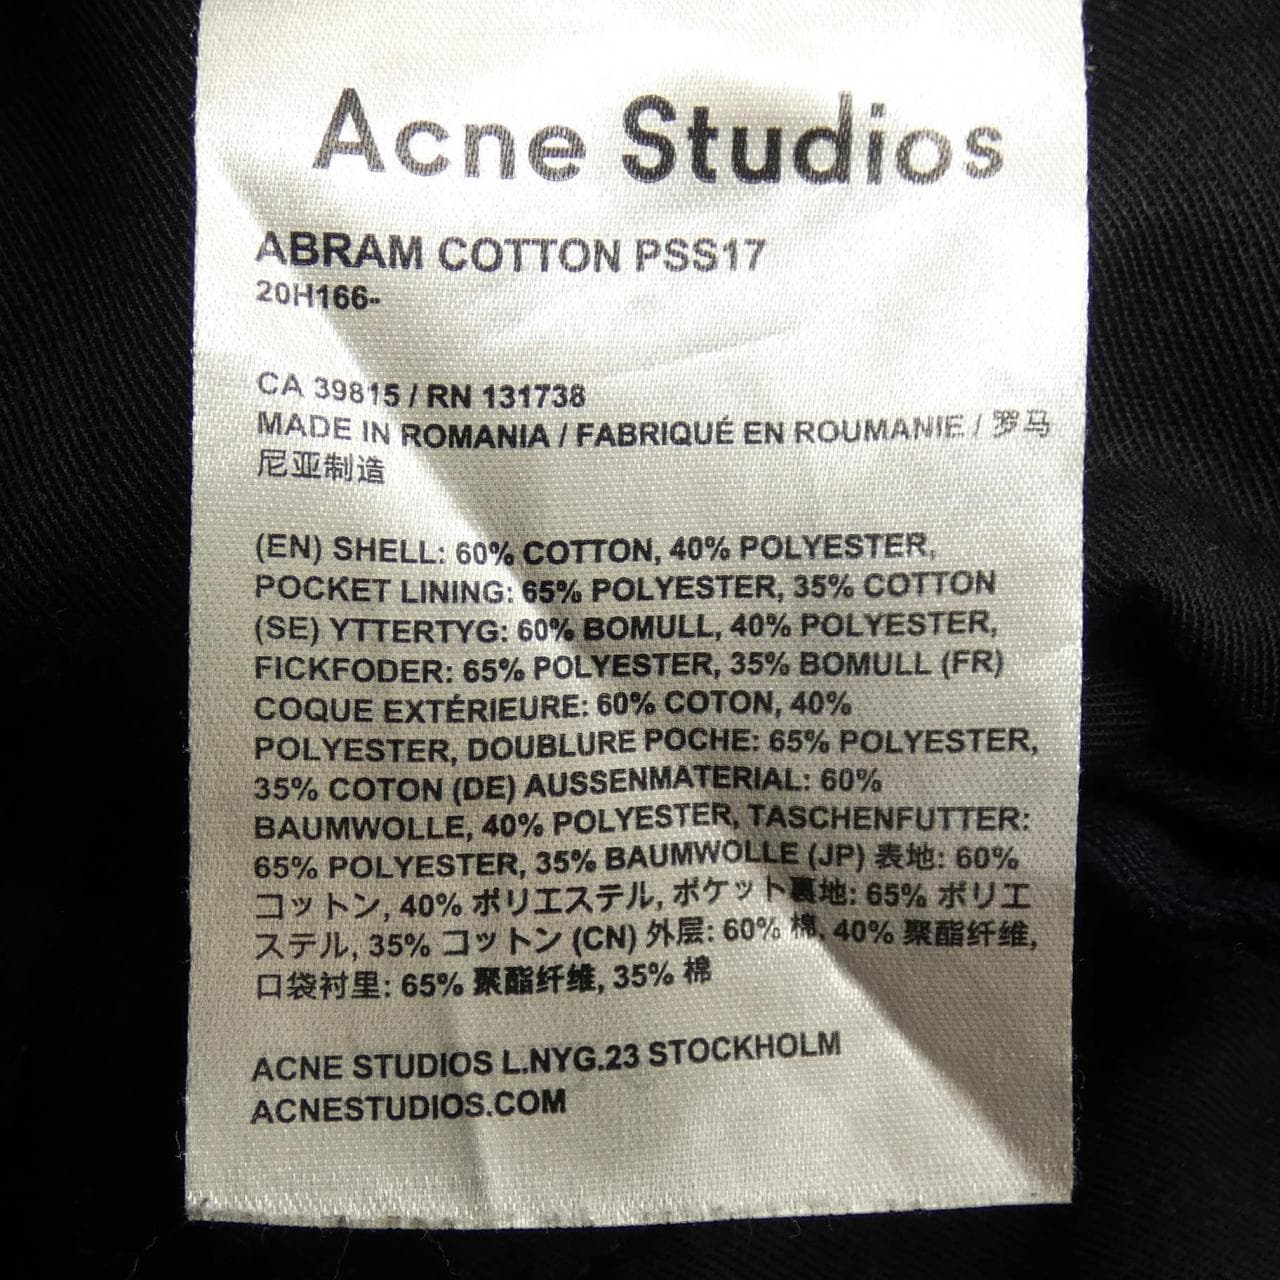 Acne Studios
ABRAM COTTON PSS17
20H166-
CA 39815 / RN 131738
MADE IN ROMANIA / FABRIQUÉ EN ROUMANIE / 罗马
尼亚制造
(EN) SHELL: 60% COTTON, 40% POLYESTER,
POCKET LINING: 65% POLYESTER, 35% COTTON
(SE) YTTERTYG: 60% BOMULL, 40% POLYESTER,
FICKFODER: 65% POLYESTER, 35% BOMULL (FR)
COQUE EXTÉRIEURE: 60% COTON, 40%
POLYESTER, DOUBLURE POCHE: 65% POLYESTER,
35% COTON (DE) AUSSENMATERIAL: 60%
BAUMWOLLE, 40% POLYESTER, TASCHENFUTTER:
65% POLYESTER, 35% BAUMWOLLE (JP) 表地: 60%
コットン, 40% ポリエステル, ポケット裏地: 65% ポリエ
ステル, 35% コットン (CN) 外层: 60% 棉, 40% 聚酯纤维,
口袋衬里: 65% 聚酯纤维, 35% 棉
ACNE STUDIOS L.NYG.23 STOCKHOLM
ACNESTUDIOS.COM